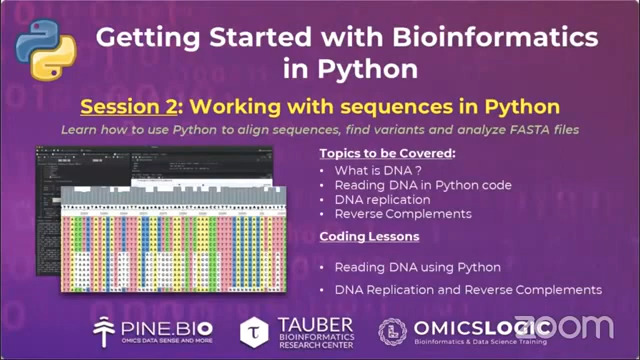 Getting Started with Bioinformatics
in Python
Session 2: Working with sequences in Python
Learn how to use Python to align sequences, find variants and analyze FASTA files
Topics to be Covered:
• What is DNA ?
• Reading DNA in Python code
• DNA replication
• Reverse Complements
Coding Lessons
• Reading DNA using Python
• DNA Replication and Reverse Complements
PINE.BIO
OMICS DATA SENSE AND MORE
TAUBER
BIOINFORMATICS
RESEARCH CENTER
OMICSLOGIC
Bioinformatics & Data Science Training
zoom